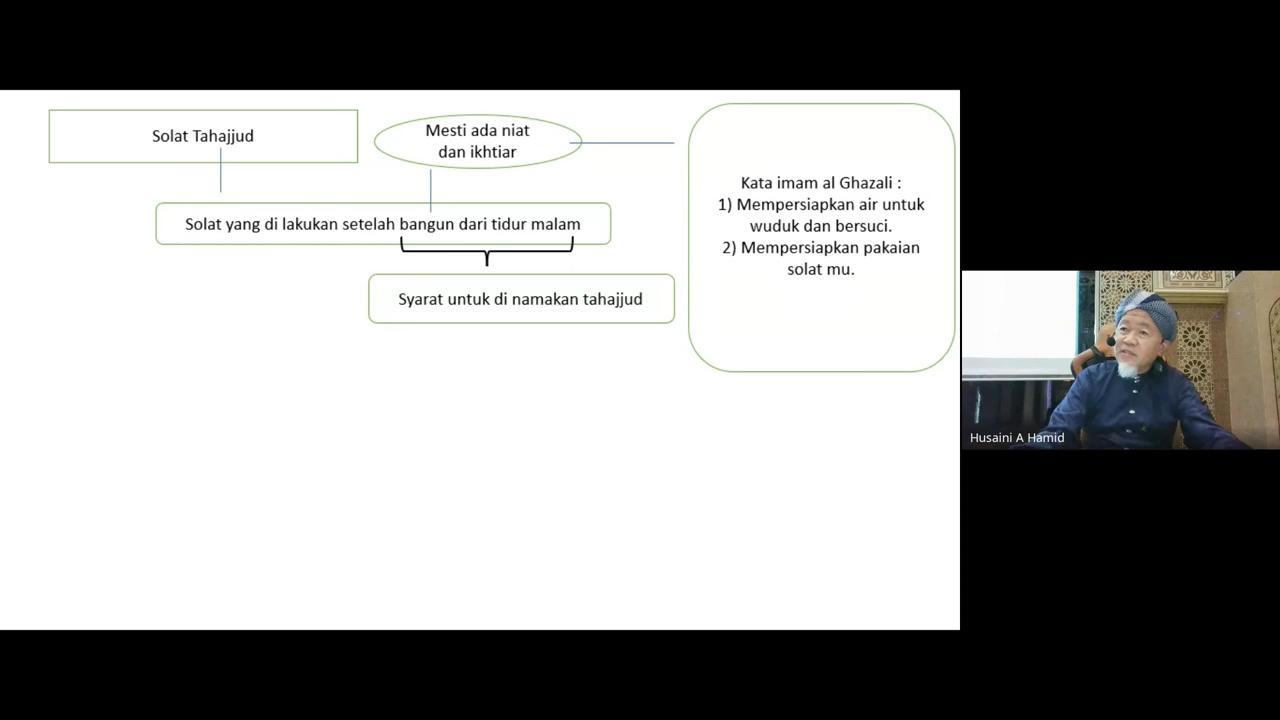 Solat Tahajjud
Mesti ada niat
dan ikhtiar
Solat yang di lakukan setelah bangun dari tidur malam
Syarat untuk di namakan tahajjud
Kata imam al Ghazali :
1) Mempersiapkan air untuk
wuduk dan bersuci.
2) Mempersiapkan pakaian
solat mu.
Husaini A Hamid